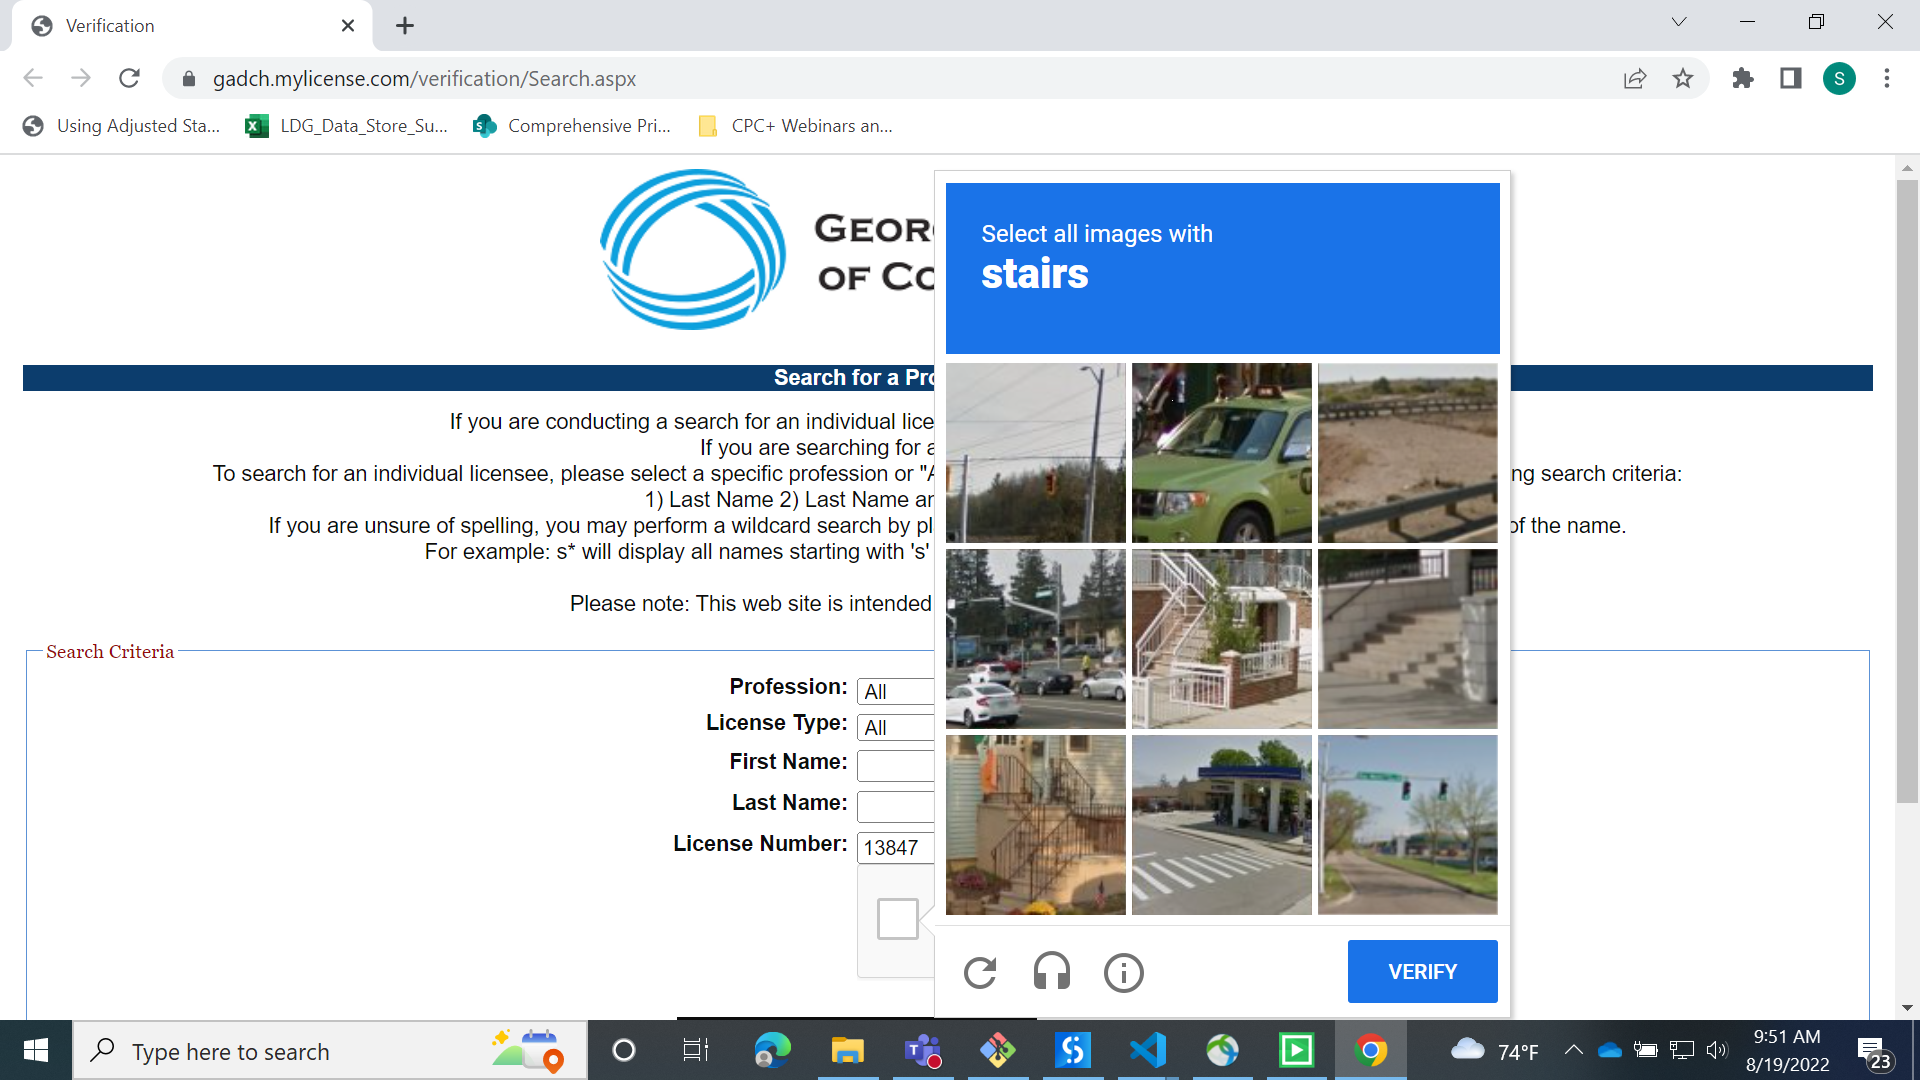 Verification
gadch.mylicense.com/verification/Search.aspx
S
Using Adjusted Sta...
LDG_Data_Store_Su...
Comprehensive Pri...
CPC+ Webinars an...
GEOR
OF CO
Select all images with
stairs
Search for a Pro
If you are conducting a search for an individual lice
If you are searching for a
To search for an individual licensee, please select a specific profession or "A
ng search criteria:
1) Last Name 2) Last Name an
If you are unsure of spelling, you may perform a wildcard search by pl
of the name.
For example: s* will display all names starting with 's'
Please note: This web site is intended
Search Criteria
Profession: All
License Type: All
First Name:
Last Name:
License Number: 13847
VERIFY
Type here to search
74°F
9:51 AM
8/19/2022
23